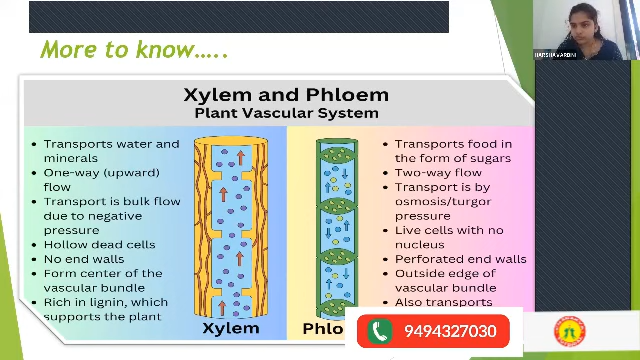 HARSHAVARDINI
More to know…..
Xylem and Phloem
Plant Vascular System
• Transports water and
minerals
• One-way (upward)
flow
• Transport is bulk flow
due to negative
pressure
• Hollow dead cells
• No end walls
• Form center of the
vascular bundle
• Rich in lignin, which
supports the plant
Xylem
Phlo
• Transports food in
the form of sugars
• Two-way flow
• Transport is by
osmosis/turgor
pressure
• Live cells with no
nucleus
• Perforated end walls
• Outside edge of
vascular bundle
• Also transports
9494327030